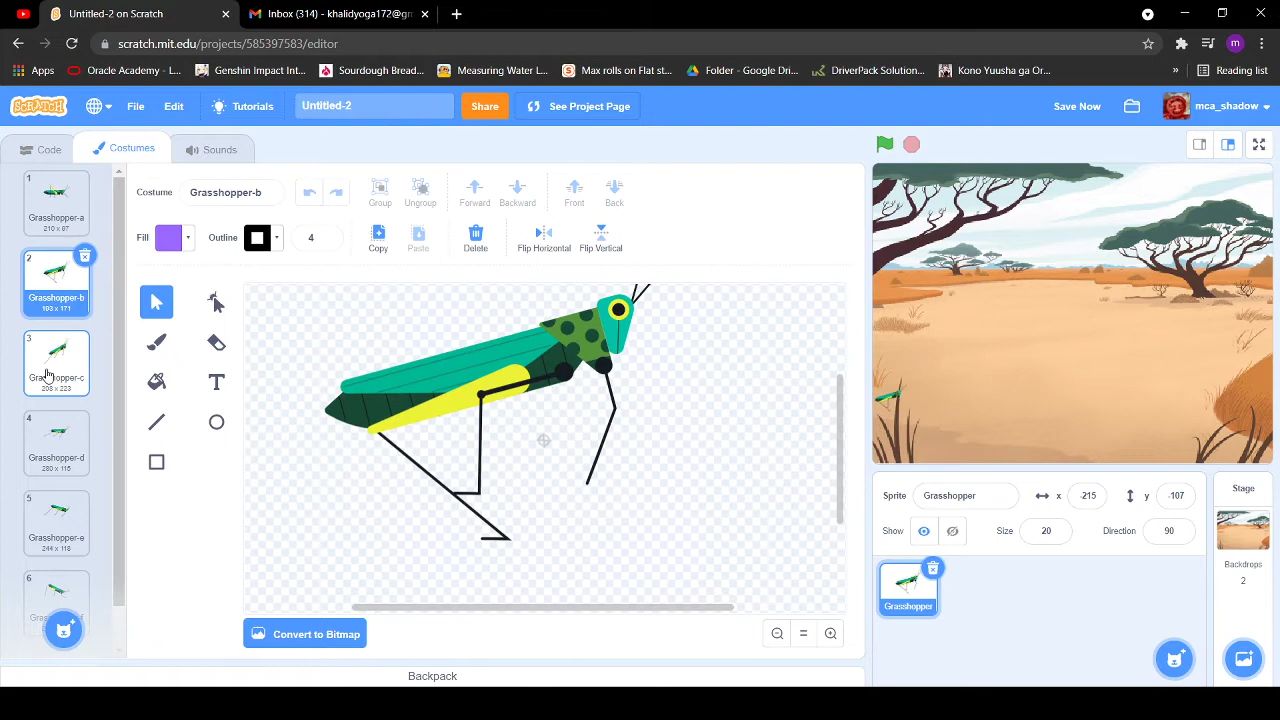 Untitled-2 on Scratch
Inbox (314) - khalidyoga172@gm
scratch.mit.edu/projects/585397583/editor
Apps
Oracle Academy - L...
Genshin Impact Int...
Sourdough Bread...
Measuring Water L...
Max rolls on Flat st...
Folder - Google Dri...
DriverPack Solution...
Kono Yuusha ga Or...
»
Reading list
SCRATCH
File
Edit
Tutorials
Untitled-2
Share
See Project Page
Save Now
mca_shadow
Code
Costumes
Sounds
1
Grasshopper-a
210 x 87
2
Grasshopper-b
163 x 171
3
Grasshopper-c
208 x 223
4
Grasshopper-d
280 x 116
5
Grasshopper-e
244 x 118
6
Costume
Grasshopper-b
Group
Ungroup
Forward
Backward
Front
Back
Fill
Outline
4
Copy
Paste
Delete
Flip Horizontal
Flip Vertical
Convert to Bitmap
Backpack
Sprite
Grasshopper
x
-215
y
-107
Show
Size
20
Direction
90
Grasshopper
Stage
Backdrops
2